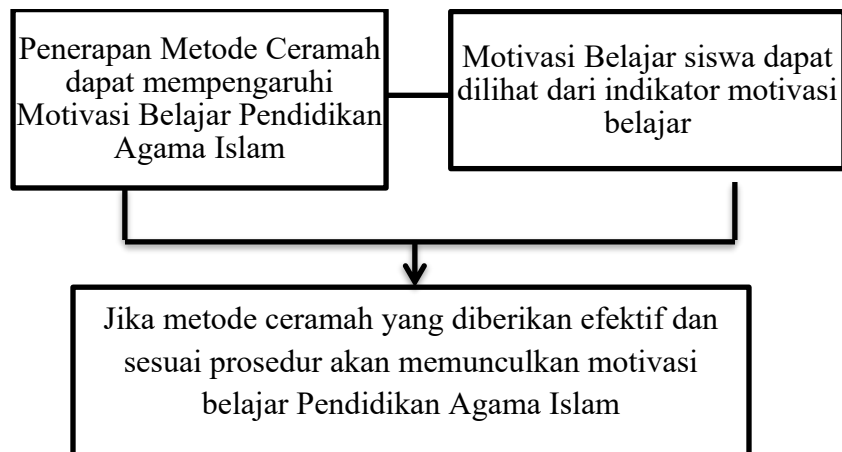 Penerapan Metode Ceramah
dapat mempengaruhi
Motivasi Belajar Pendidikan
Agama Islam
Motivasi Belajar siswa dapat
dilihat dari indikator motivasi
belajar
Jika metode ceramah yang diberikan efektif dan
sesuai prosedur akan memunculkan motivasi
belajar Pendidikan Agama Islam